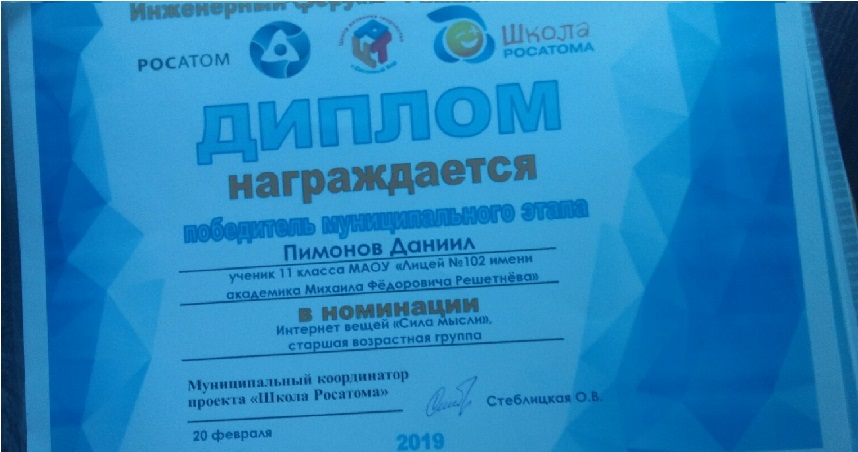 Инженерный форум
РОСАТОМ
Школа
РОСАТОМА
ДИПЛОМ
награждается
победитель муниципального этапа
Пимонов Даниил
ученик 11 класса МАОУ «Лицей №102 имени
академика Михаила Фёдоровича Решетнёва»
в номинации
Интернет вещей «Сила мысли»,
старшая возрастная группа
Муниципальный координатор
проекта «Школа Росатома»
Стеблицкая О.В.
20 февраля
2019